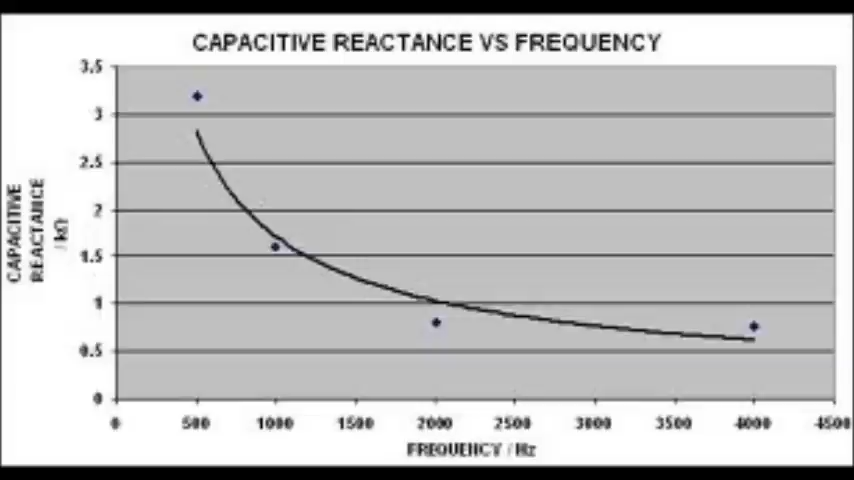 CAPACITIVE REACTANCE VS FREQUENCY
3.5
3
2.5
2
1.5
1
0.5
0
CAPACITIVE
REACTANCE
/ kΩ
0 500 1000 1500 2000 2500 3000 3500 4000 4500
FREQUENCY / Hz